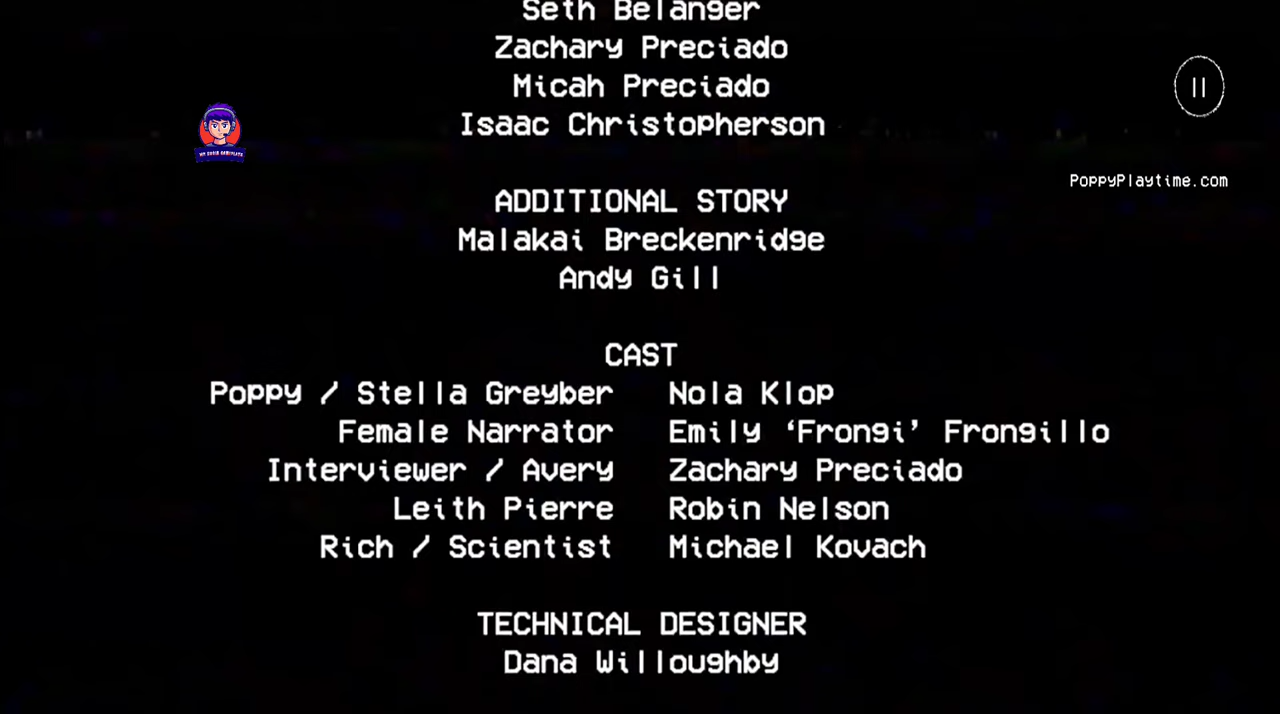 Seth Belanger
Zachary Preciado
Micah Preciado
Isaac Christopherson
PoppyPlaytime.com
ADDITIONAL STORY
Malakai Breckenridge
Andy Gill
CAST
Poppy / Stella Greyber Nola Klop
Female Narrator Emily ‘Frongi’ Frongillo
Interviewer / Avery Zachary Preciado
Leith Pierre Robin Nelson
Rich / Scientist Michael Kovach
TECHNICAL DESIGNER
Dana Willoughby